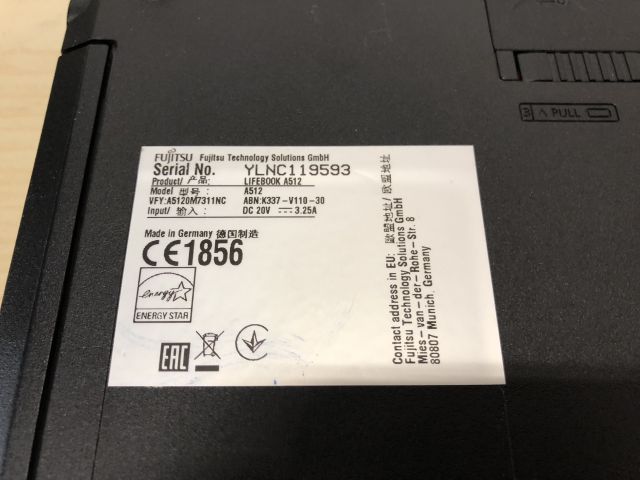 3 PULL
FUJITSU Fujitsu Technology Solutions GmbH
Serial No. YLNC119593
Product/ 产品: LIFEBOOK A512
Model 型号: A512
VFY:A5120M7311NC ABN:K337-V110-30
Input/ 输入: DC 20V 3.25A
Made in Germany 德国制造
CE1856
energy
ENERGY STAR
EAC
Contact address in EU: 欧盟地址/ 歐盟地址
Fujitsu Technology Solutions GmbH
Mies-van-der-Rohe-Str. 8
80807 Munich, Germany